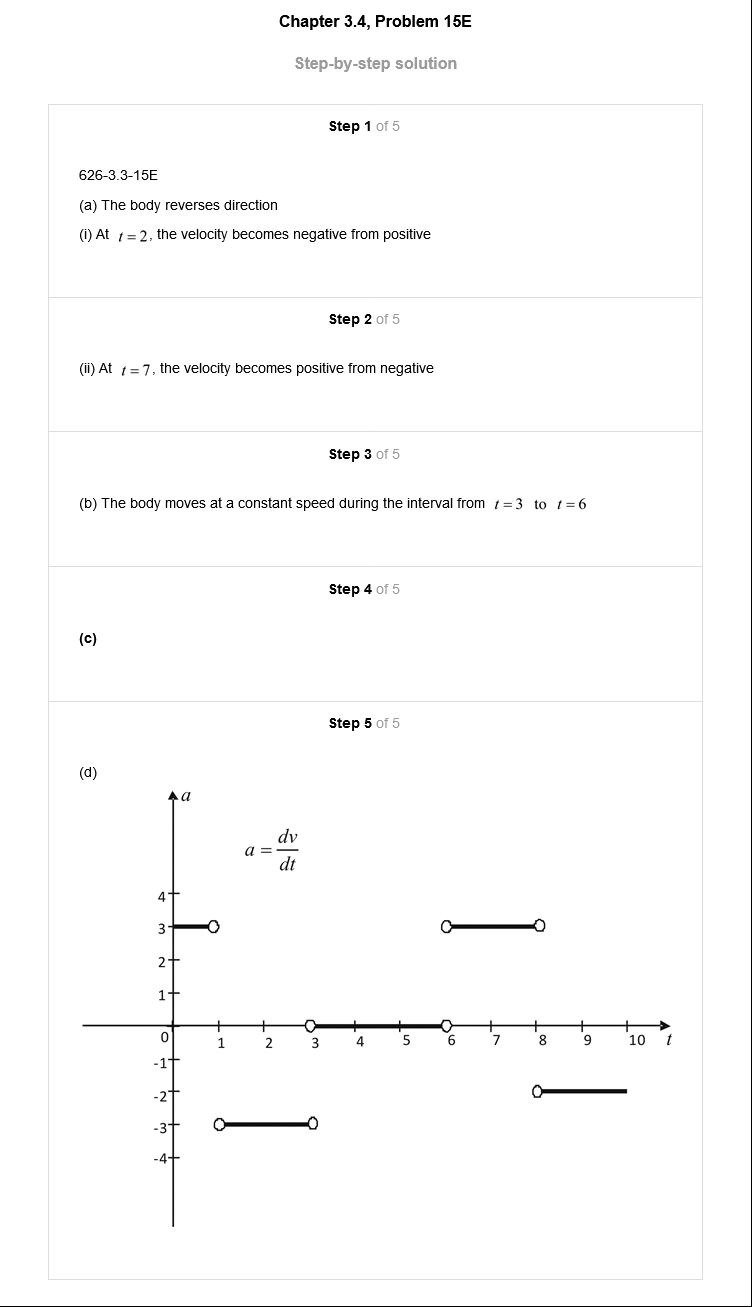 Chapter 3.4, Problem 15E
Step-by-step solution
Step 1 of 5
626-3.3-15E
(a) The body reverses direction
(i) At t = 2, the velocity becomes negative from positive
Step 2 of 5
(ii) At t = 7, the velocity becomes positive from negative
Step 3 of 5
(b) The body moves at a constant speed during the interval from t = 3 to t = 6
Step 4 of 5
(c)
Step 5 of 5
(d)
a
a = dv/dt
4
3
2
1
0 1 2 3 4 5 6 7 8 9 10 t
-1
-2
-3
-4